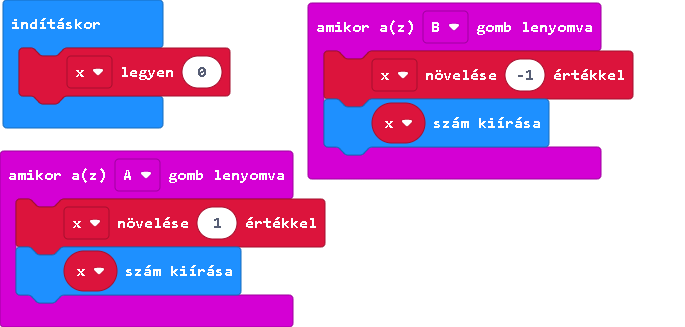 indításkor
x legyen 0
amikor a(z) B gomb lenyomva
x növelése -1 értékkel
x szám kiírása
amikor a(z) A gomb lenyomva
x növelése 1 értékkel
x szám kiírása